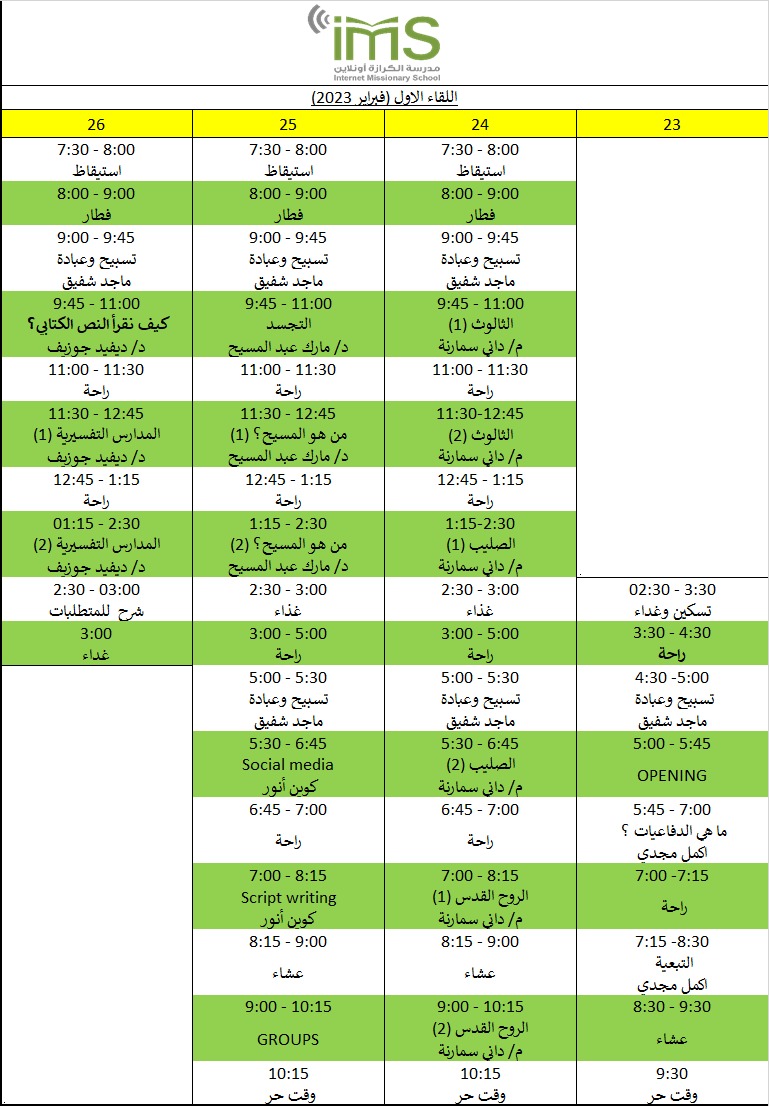 iMS
مدرسة الكرازة أونلاين
Internet Missionary School
اللقاء الاول (فبراير 2023)
23
02:30 - 3:30
تسكين وغداء
3:30 - 4:30
راحة
4:30 -5:00
تسبيح وعبادة
ماجد شفيق
5:00 - 5:45
OPENING
5:45 - 7:00
ما هي الدفاعيات ؟
اكمل مجدي
7:00 -7:15
راحة
7:15 -8:30
التبعية
اكمل مجدي
8:30 - 9:30
عشاء
9:30
وقت حر
24
7:30 - 8:00
استيقاظ
8:00 - 9:00
فطار
9:00 - 9:45
تسبيح وعبادة
ماجد شفيق
9:45 - 11:00
الثالوث (1)
م/ داني سمارنة
11:00 - 11:30
راحة
11:30-12:45
الثالوث (2)
م/ داني سمارنة
12:45 - 1:15
راحة
1:15-2:30
الصليب (1)
م/ داني سمارنة
2:30 - 3:00
غذاء
3:00 - 5:00
راحة
5:00 - 5:30
تسبيح وعبادة
ماجد شفيق
5:30 - 6:45
الصليب (2)
م/ داني سمارنة
6:45 - 7:00
راحة
7:00 - 8:15
الروح القدس (1)
م/ داني سمارنة
8:15 - 9:00
عشاء
9:00 - 10:15
الروح القدس (2)
م/ داني سمارنة
10:15
وقت حر
25
7:30 - 8:00
استيقاظ
8:00 - 9:00
فطار
9:00 - 9:45
تسبيح وعبادة
ماجد شفيق
9:45 - 11:00
التجسد
د/ مارك عبد المسيح
11:00 - 11:30
راحة
11:30 - 12:45
من هو المسيح؟ (1)
د/ مارك عبد المسيح
12:45 - 1:15
راحة
1:15 - 2:30
من هو المسيح؟ (2)
د/ مارك عبد المسيح
2:30 - 3:00
غذاء
3:00 - 5:00
راحة
5:00 - 5:30
تسبيح وعبادة
ماجد شفيق
5:30 - 6:45
Social media
كوين أنور
6:45 - 7:00
راحة
7:00 - 8:15
Script writing
كوين أنور
8:15 - 9:00
عشاء
9:00 - 10:15
GROUPS
10:15
وقت حر
26
7:30 - 8:00
استيقاظ
8:00 - 9:00
فطار
9:00 - 9:45
تسبيح وعبادة
ماجد شفيق
9:45 - 11:00
كيف نقرأ النص الكتابي؟
د/ ديفيد جوزيف
11:00 - 11:30
راحة
11:30 - 12:45
المدارس التفسيرية (1)
د/ ديفيد جوزيف
12:45 - 1:15
راحة
01:15 - 2:30
المدارس التفسيرية (2)
د/ ديفيد جوزيف
2:30 - 03:00
شرح للمتطلبات
3:00
غداء